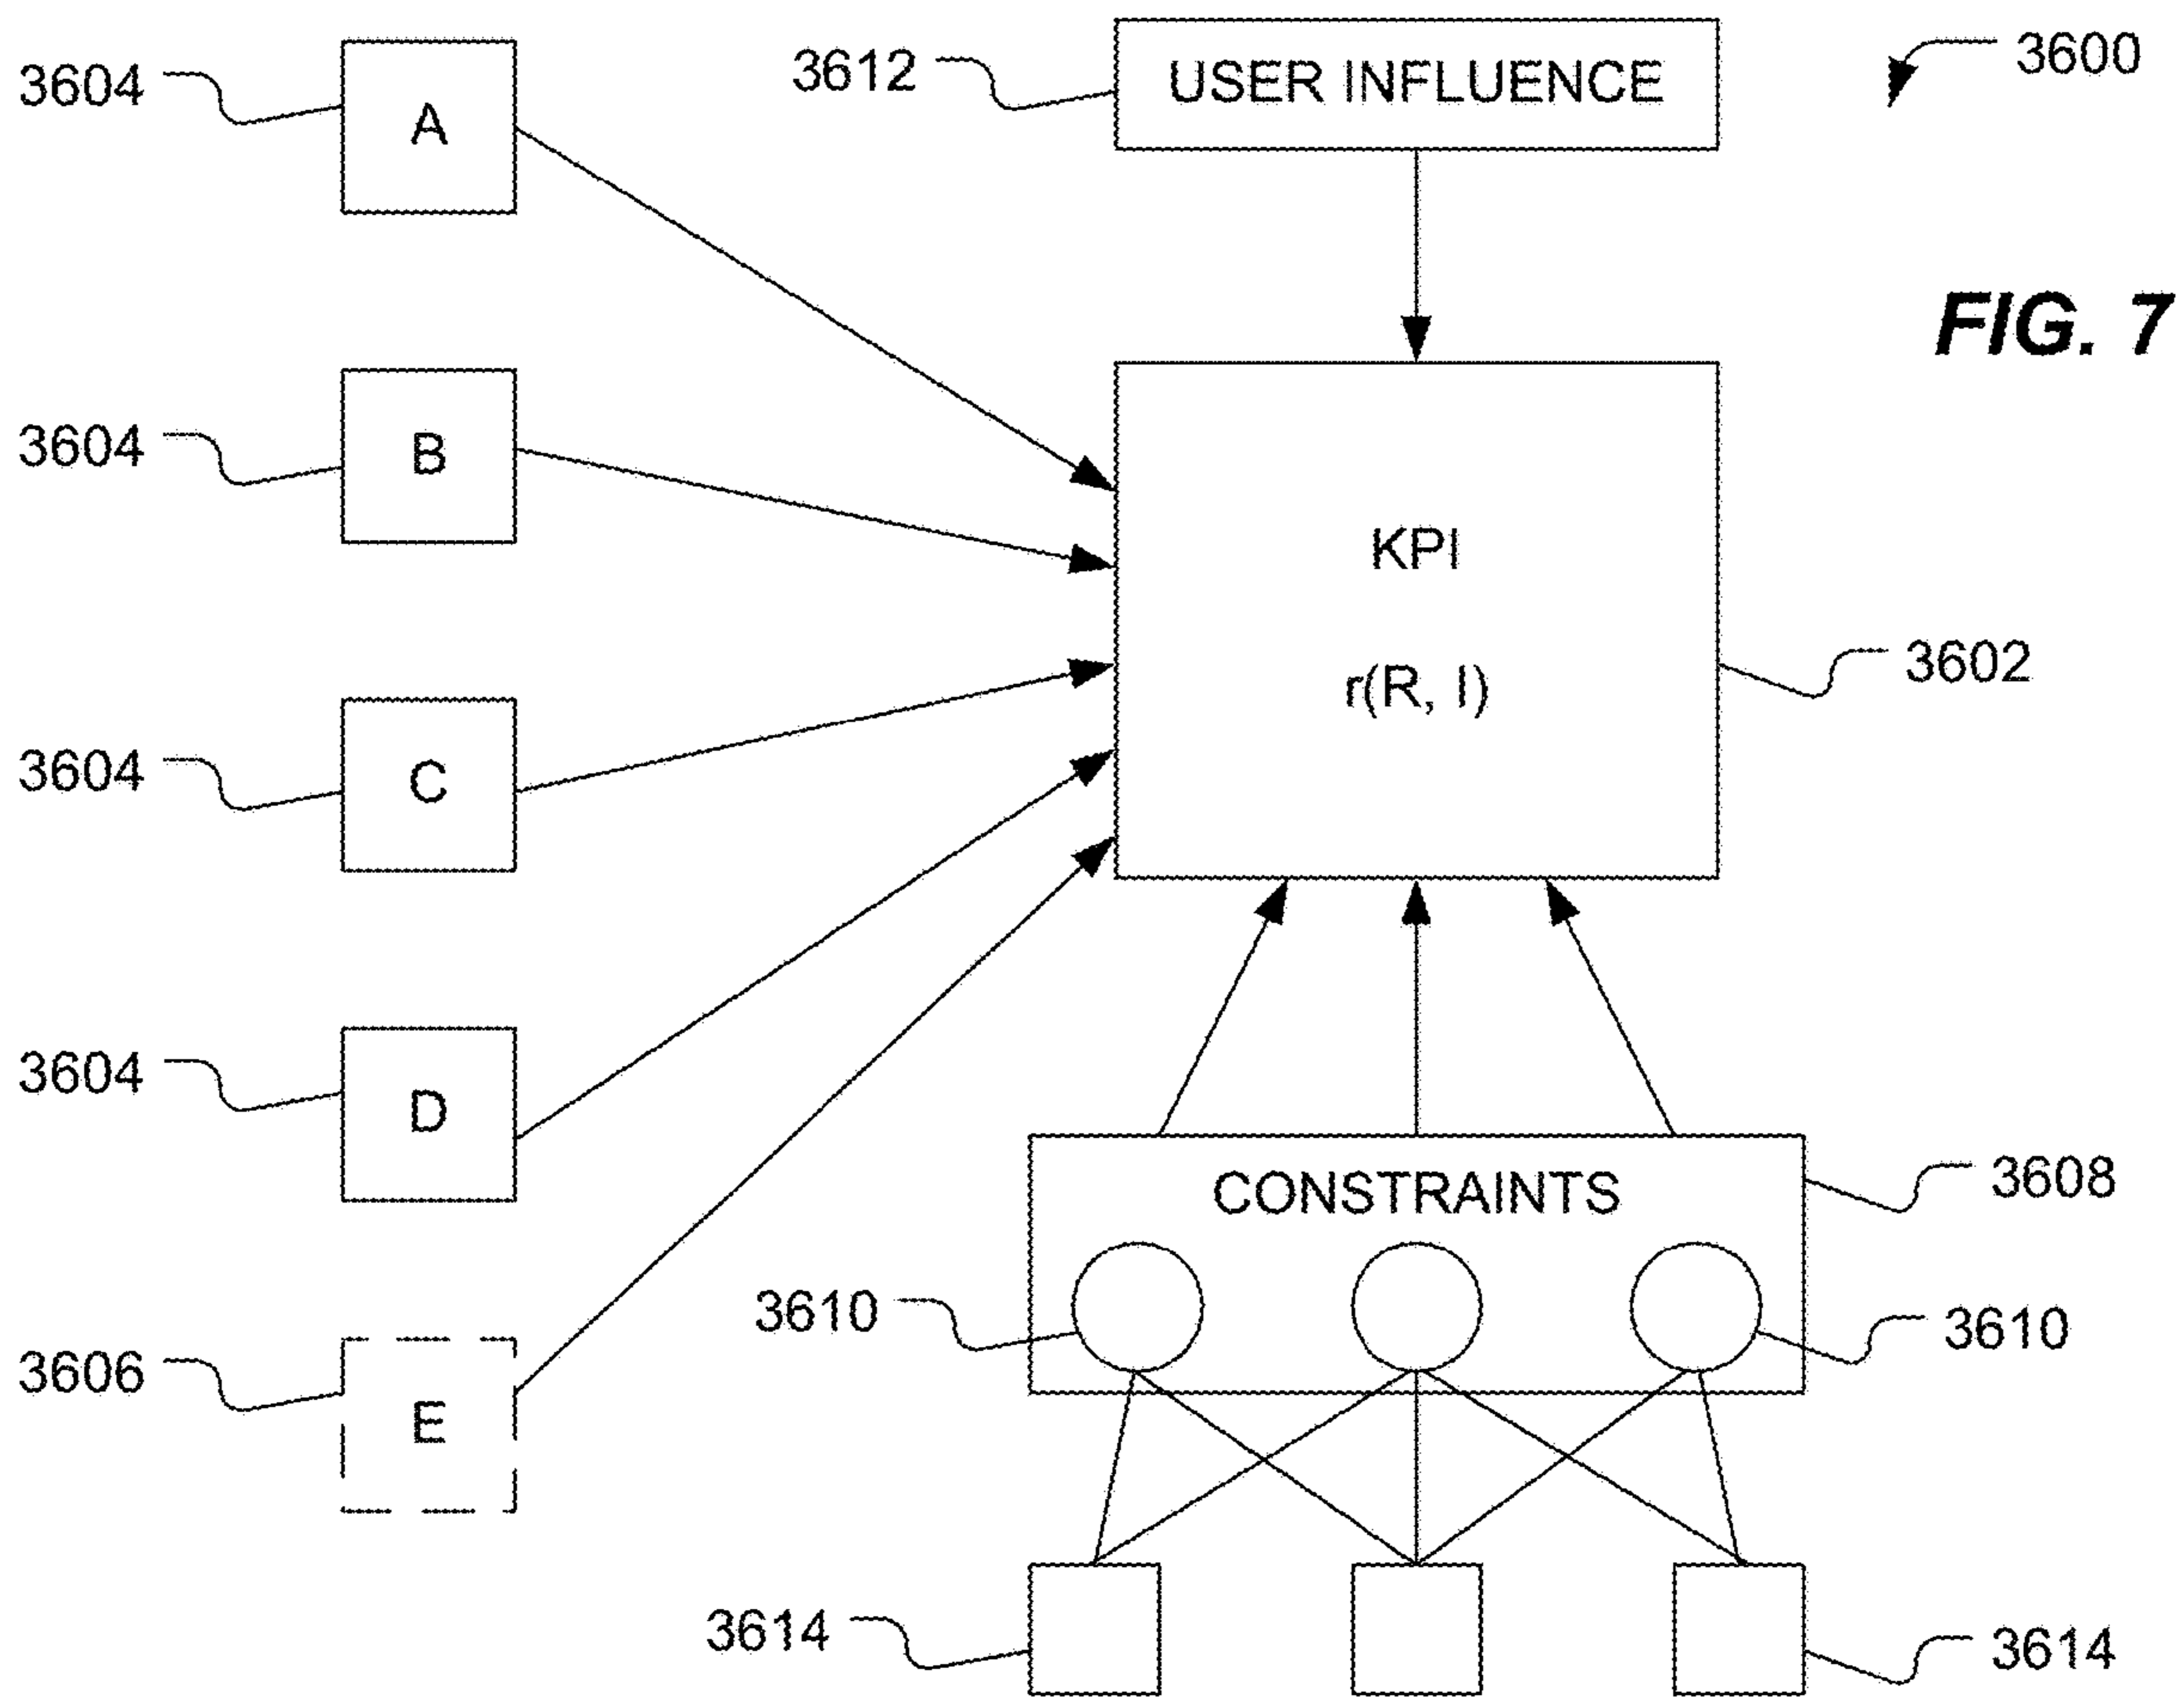 3604
A
3612
USER INFLUENCE
3600
FIG. 7
3604
B
KPI
r(R, I)
3602
3604
C
3604
D
CONSTRAINTS
3608
3610
3610
3606
E
3614
3614